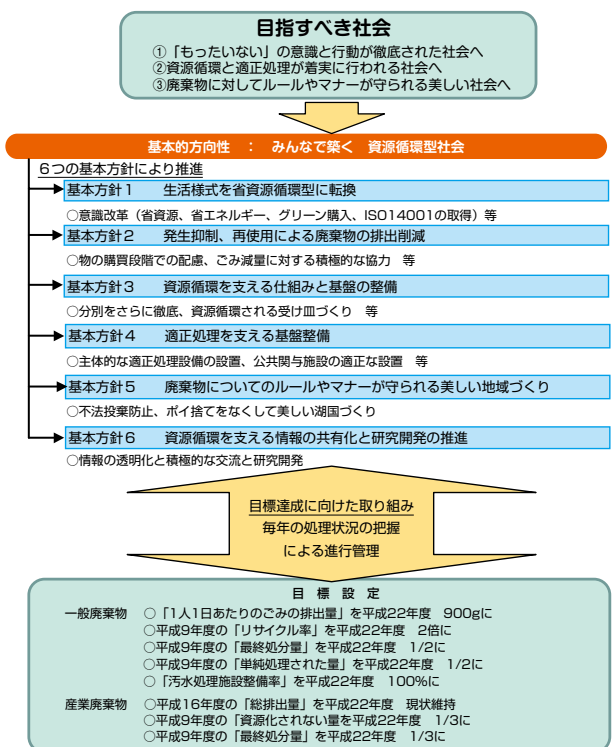 目指すべき社会
①「もったいない」の意識と行動が徹底された社会へ
②資源循環と適正処理が着実に行われる社会へ
③廃棄物に対してルールやマナーが守られる美しい社会へ
基本的方向性　：　みんなで築く　資源循環型社会
6つの基本方針により推進
基本方針1　　生活様式を省資源循環型に転換
○意識改革（省資源、省エネルギー、グリーン購入、ISO14001の取得）等
基本方針2　　発生抑制、再使用による廃棄物の排出削減
○物の購買段階での配慮、ごみ減量に対する積極的な協力　等
基本方針3　　資源循環を支える仕組みと基盤の整備
○分別をさらに徹底、資源循環される受け皿づくり　等
基本方針4　　適正処理を支える基盤整備
○主体的な適正処理設備の設置、公共関与施設の適正な設置　等
基本方針5　　廃棄物についてのルールやマナーが守られる美しい地域づくり
○不法投棄防止、ポイ捨てをなくして美しい湖国づくり
基本方針6　　資源循環を支える情報の共有化と研究開発の推進
○情報の透明化と積極的な交流と研究開発
目標達成に向けた取り組み
毎年の処理状況の把握
による進行管理
目　標　設　定
一般廃棄物　○「1人1日あたりのごみの排出量」を平成22年度　900gに
○平成9年度の「リサイクル率」を平成22年度　2倍に
○平成9年度の「最終処分量」を平成22年度　1/2に
○平成9年度の「単純処理された量」を平成22年度　1/2に
○「汚水処理施設整備率」を平成22年度　100%に
産業廃棄物　○平成16年度の「総排出量」を平成22年度　現状維持
○平成9年度の「資源化されない量を平成22年度　1/3に
○平成9年度の「最終処分量」を平成22年度　1/3に